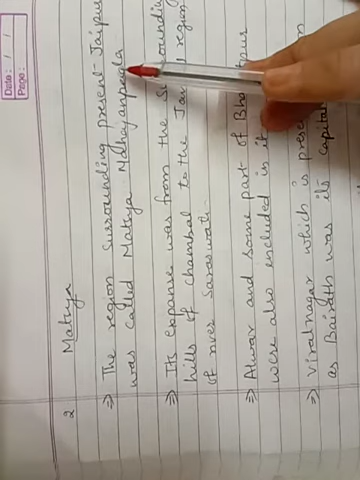 Date: / /
Page:
2 Matsya
⇒ The region surrounding present-Jaipur
was called Matsya Mahajanpada
⇒ Its expanse was from the
hills of chambal to the region
of river Saraswati.
⇒ Alwar and some part of
were also included in it
⇒ Viratnagar which is
as Bairath was its capital